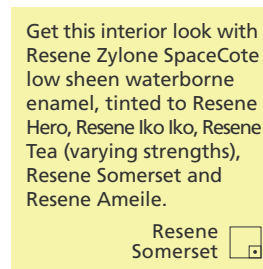 Get this interior look with
Resene Zylone SpaceCote
low sheen waterborne
enamel, tinted to Resene
Hero, Resene Iko Iko, Resene
Tea (varying strengths),
Resene Somerset and
Resene Ameile.
Resene
Somerset